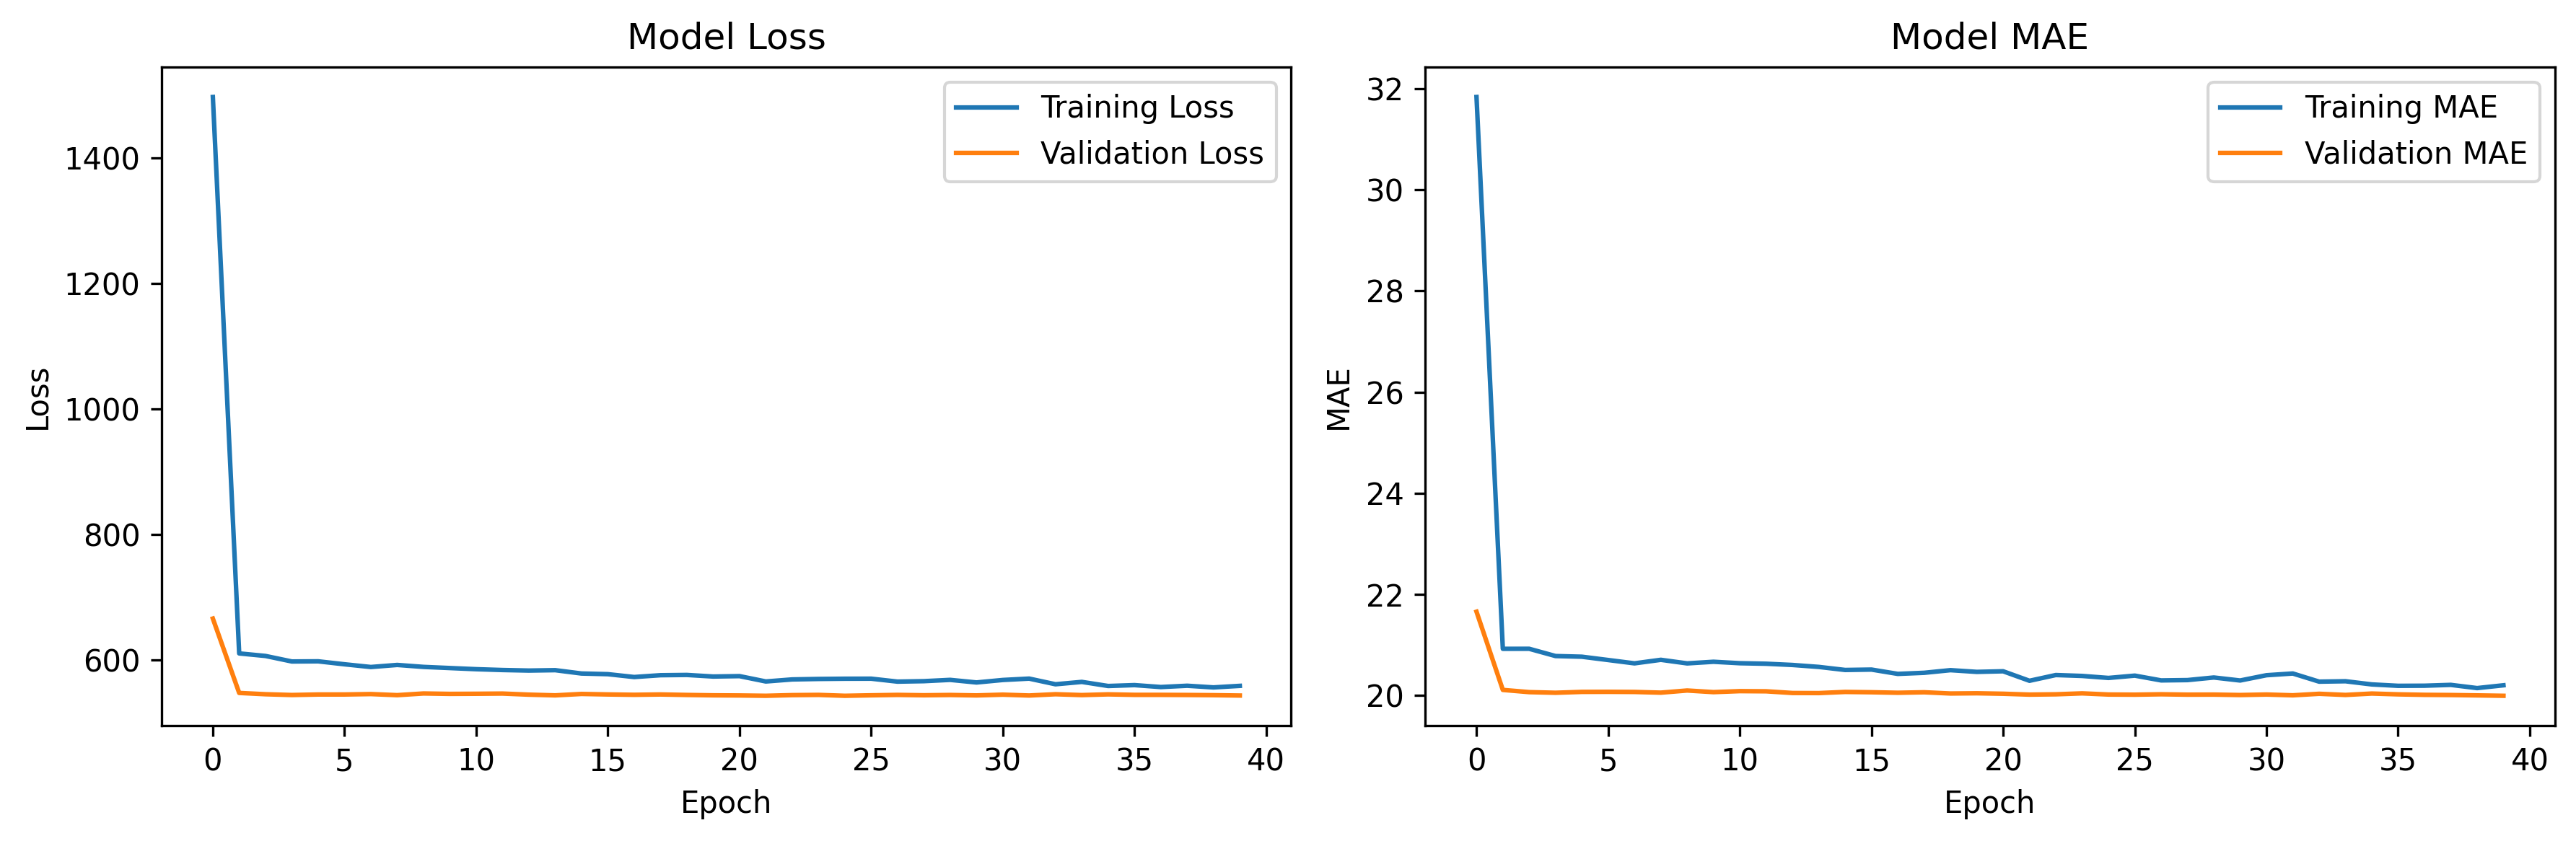 Model Loss
Training Loss
Validation Loss
1400
1200
1000
800
600
Loss
0 5 10 15 20 25 30 35 40
Epoch
Model MAE
Training MAE
Validation MAE
32
30
28
26
24
22
20
MAE
0 5 10 15 20 25 30 35 40
Epoch